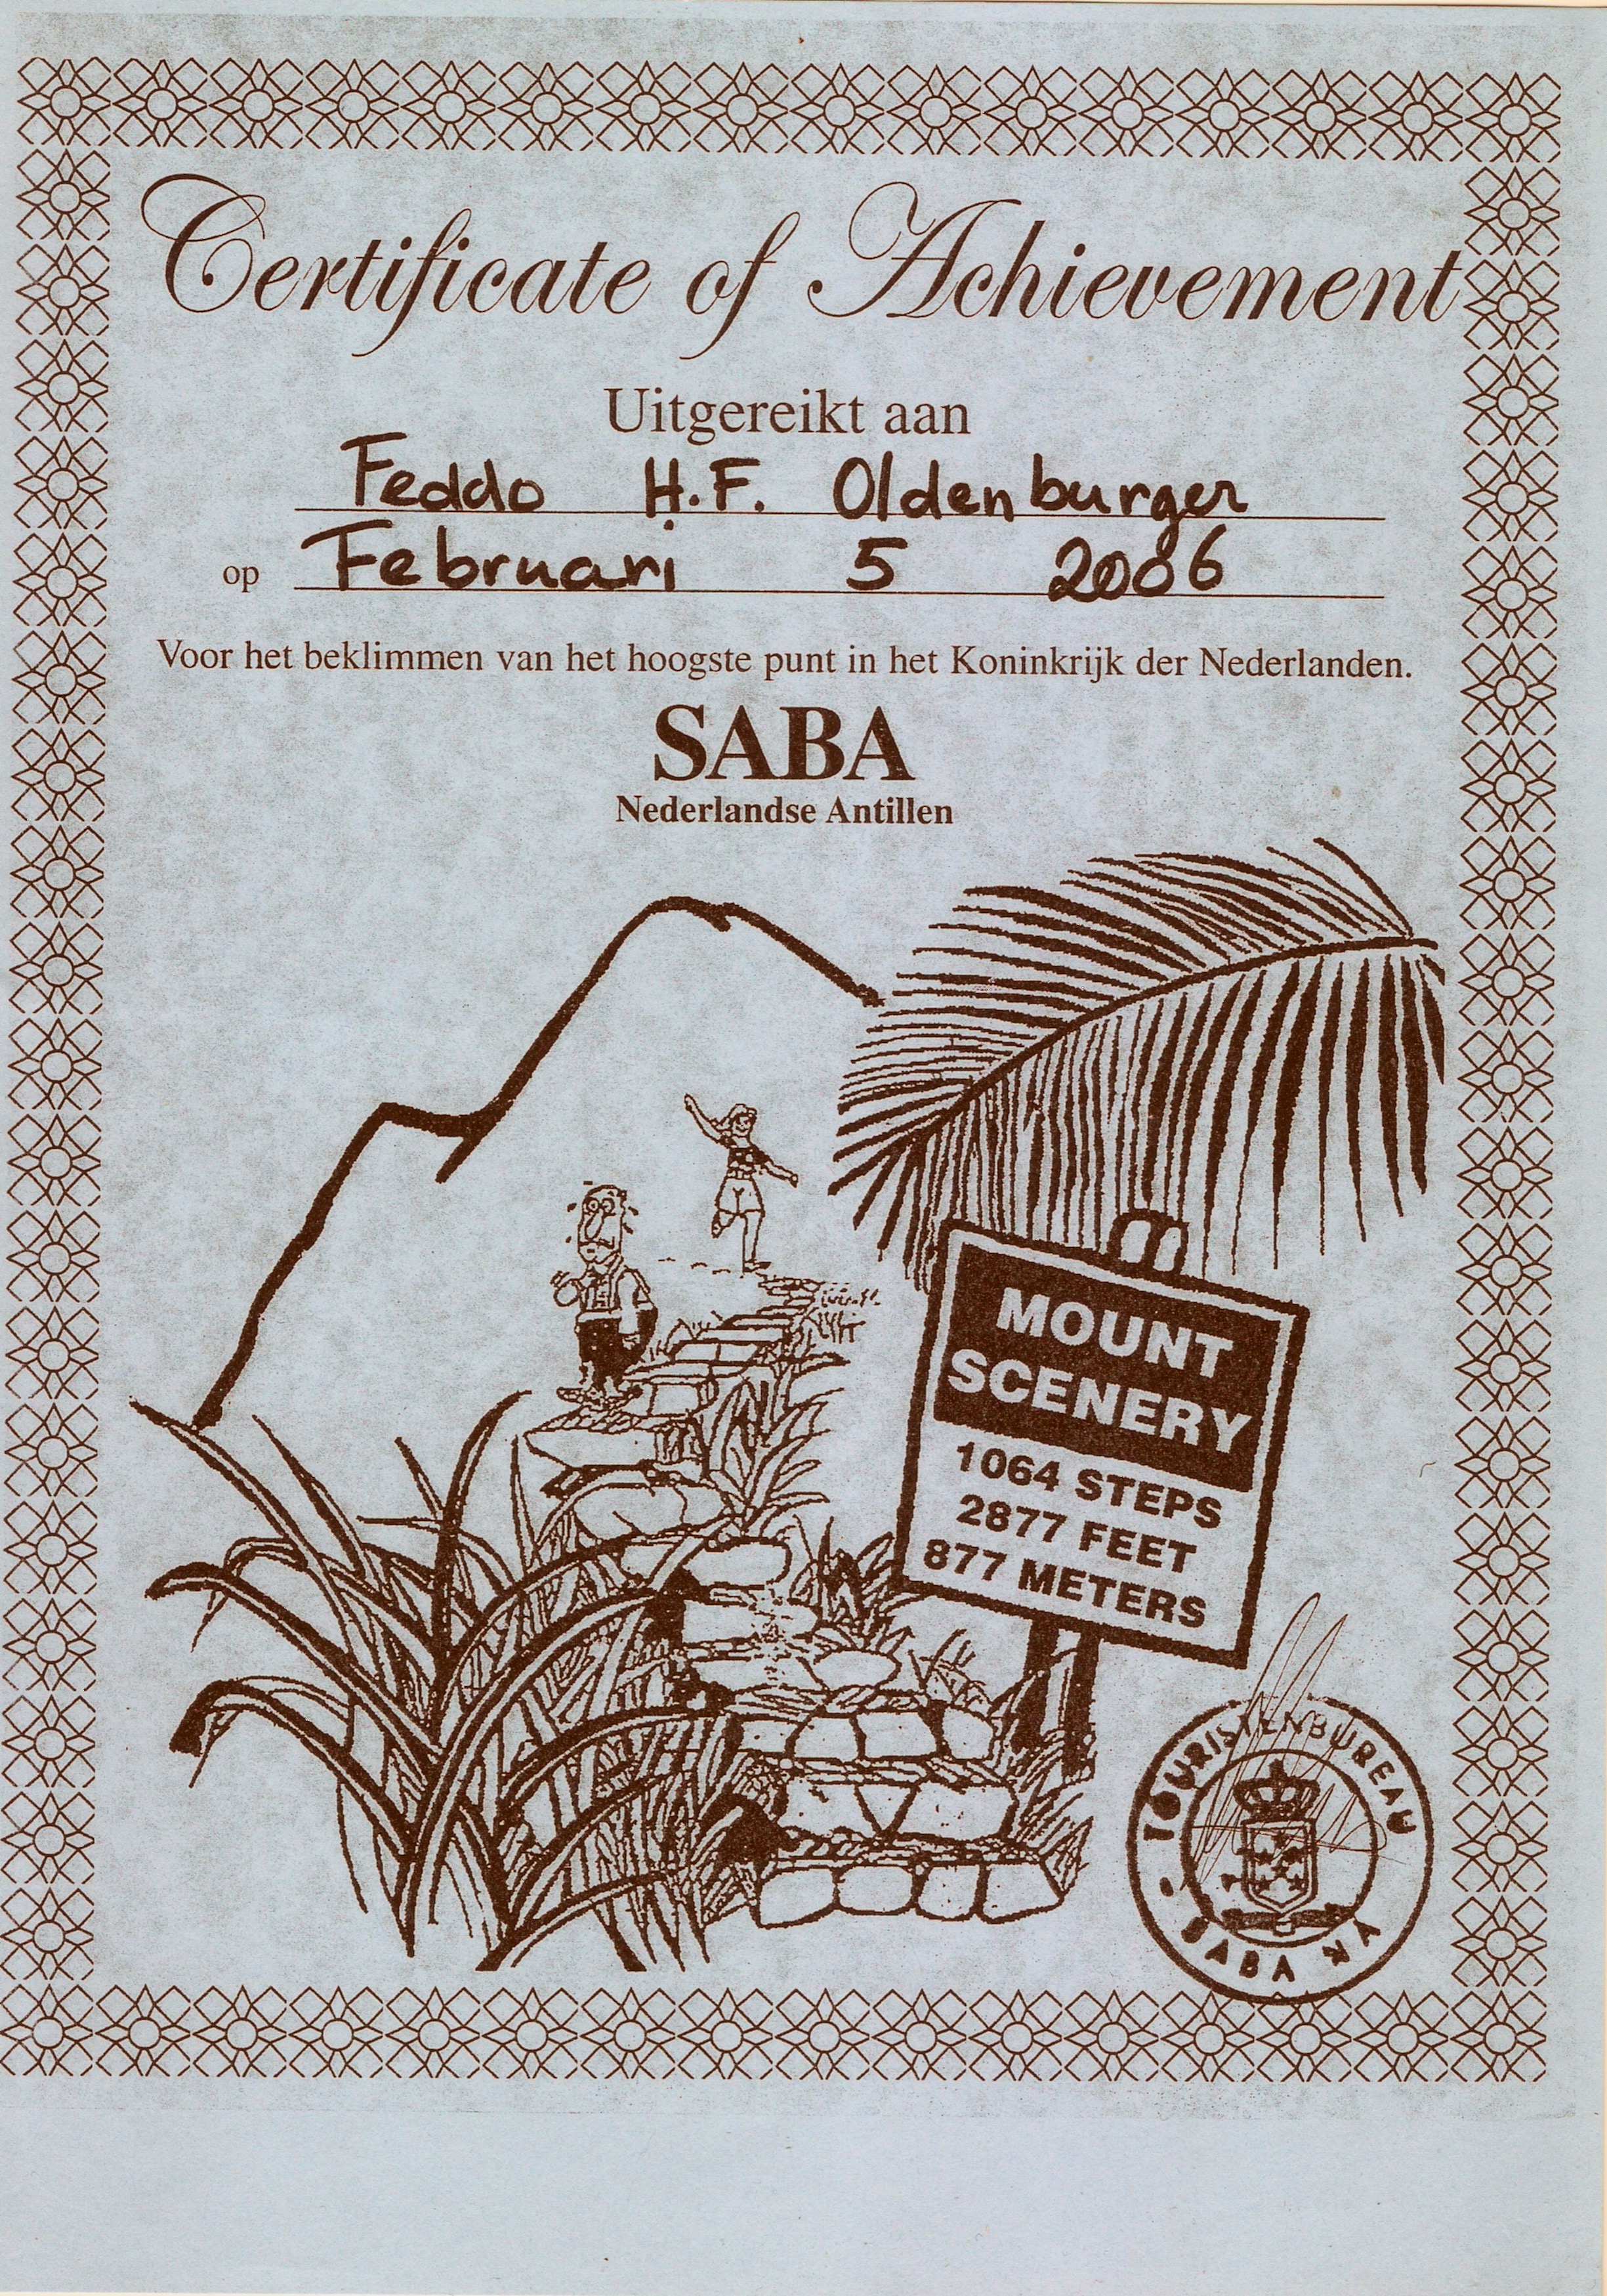 Certificate of Achievement
Uitgereikt aan
Feddo H.F. Oldenburger
op Februari 5 2006
Voor het beklimmen van het hoogste punt in het Koninkrijk der Nederlanden.
SABA
Nederlandse Antillen
MOUNT
SCENERY
1064 STEPS
2877 FEET
877 METERS
TOURISTENBUREAU
SABA NA